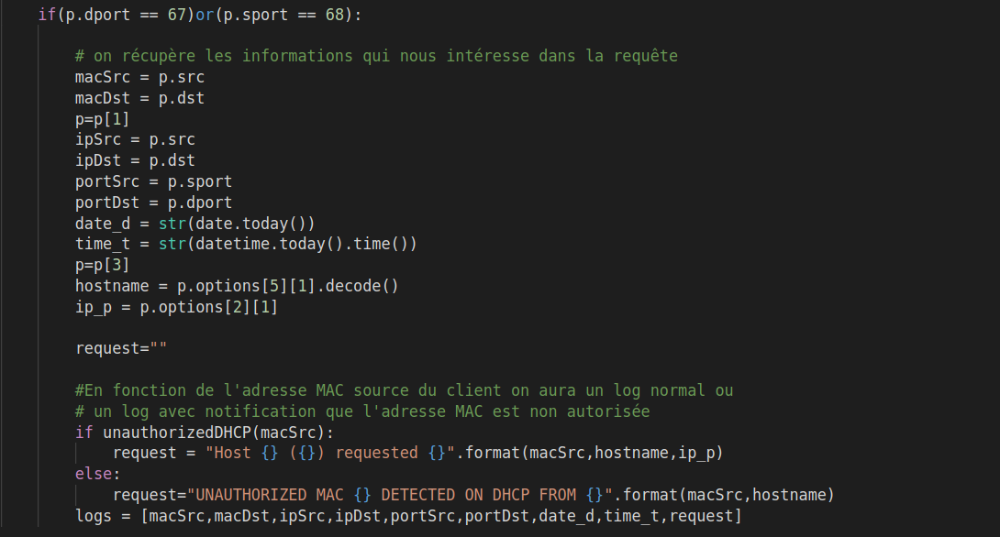 if(p.dport == 67)or(p.sport == 68):
# on récupère les informations qui nous intéresse dans la requête
macSrc = p.src
macDst = p.dst
p=p[1]
ipSrc = p.src
ipDst = p.dst
portSrc = p.sport
portDst = p.dport
date_d = str(date.today())
time_t = str(datetime.today().time())
p=p[3]
hostname = p.options[5][1].decode()
ip_p = p.options[2][1]
request=""
#En fonction de l'adresse MAC source du client on aura un log normal ou
# un log avec notification que l'adresse MAC est non autorisée
if unauthorizedDHCP(macSrc):
request = "Host {} ({}) requested {}".format(macSrc,hostname,ip_p)
else:
request="UNAUTHORIZED MAC {} DETECTED ON DHCP FROM {}".format(macSrc,hostname)
logs = [macSrc,macDst,ipSrc,ipDst,portSrc,portDst,date_d,time_t,request]